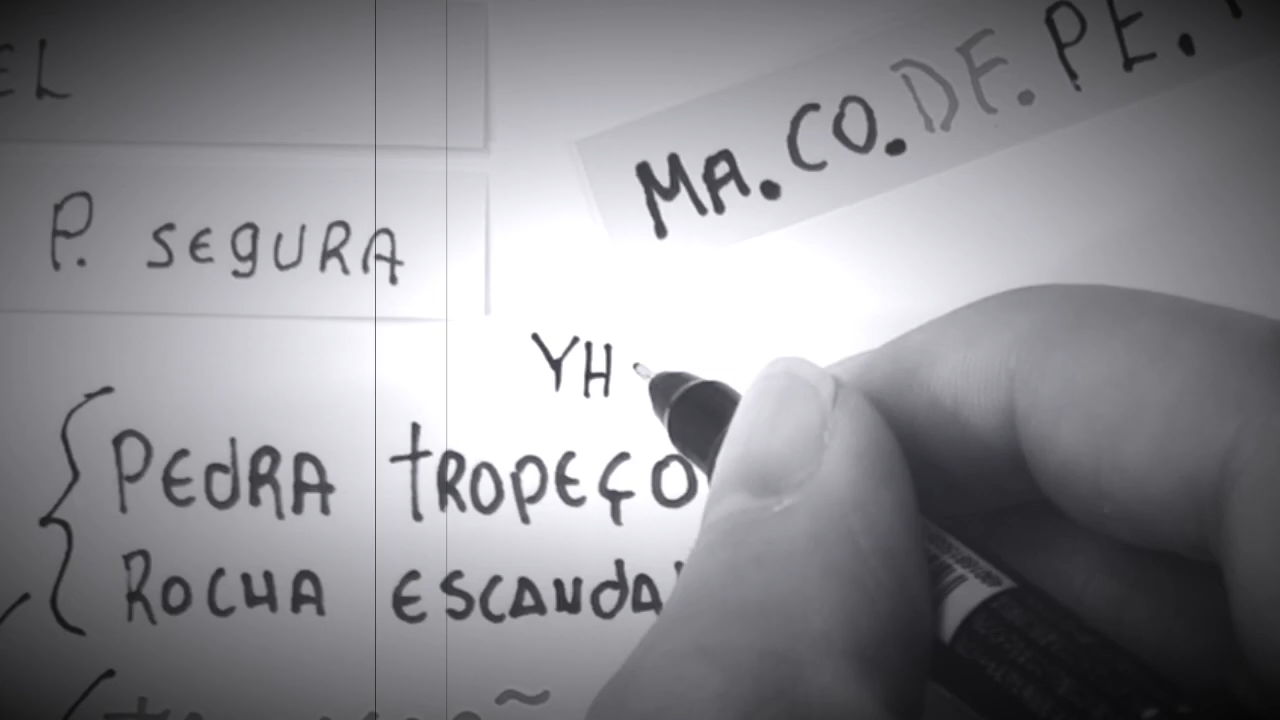 EL
MA.CO.DE.PE.
P. SEGURA
YH
PEdRA tROPEÇO
ROCHA ESCANdA